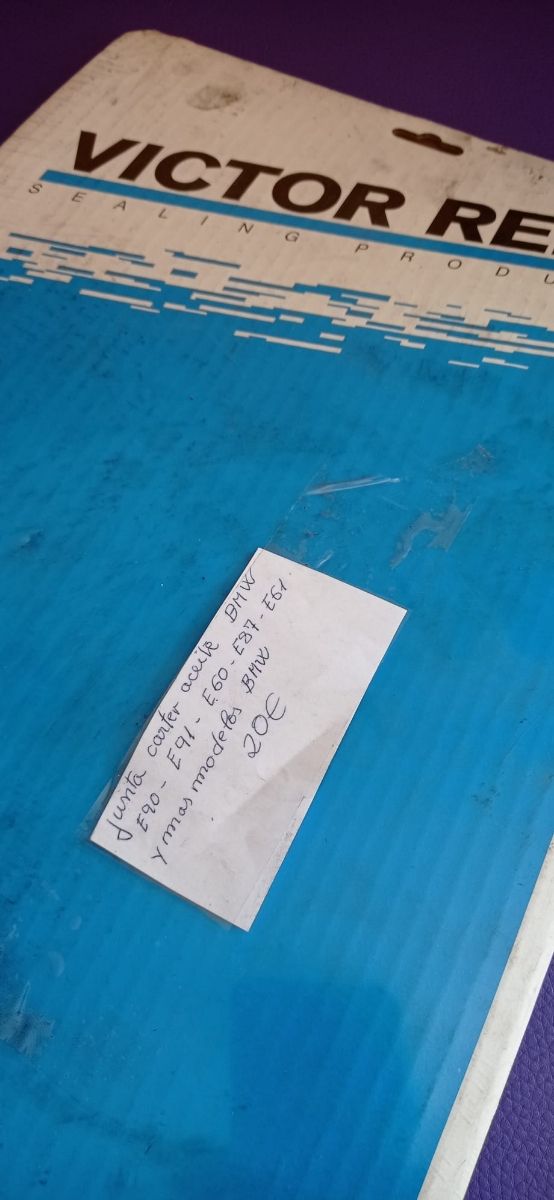 VICTOR RE
SEALING PRODU
Junta carter aceite BMW
E90 - E91 - E60 - E87 - E61.
y mas modelos BMW
20€